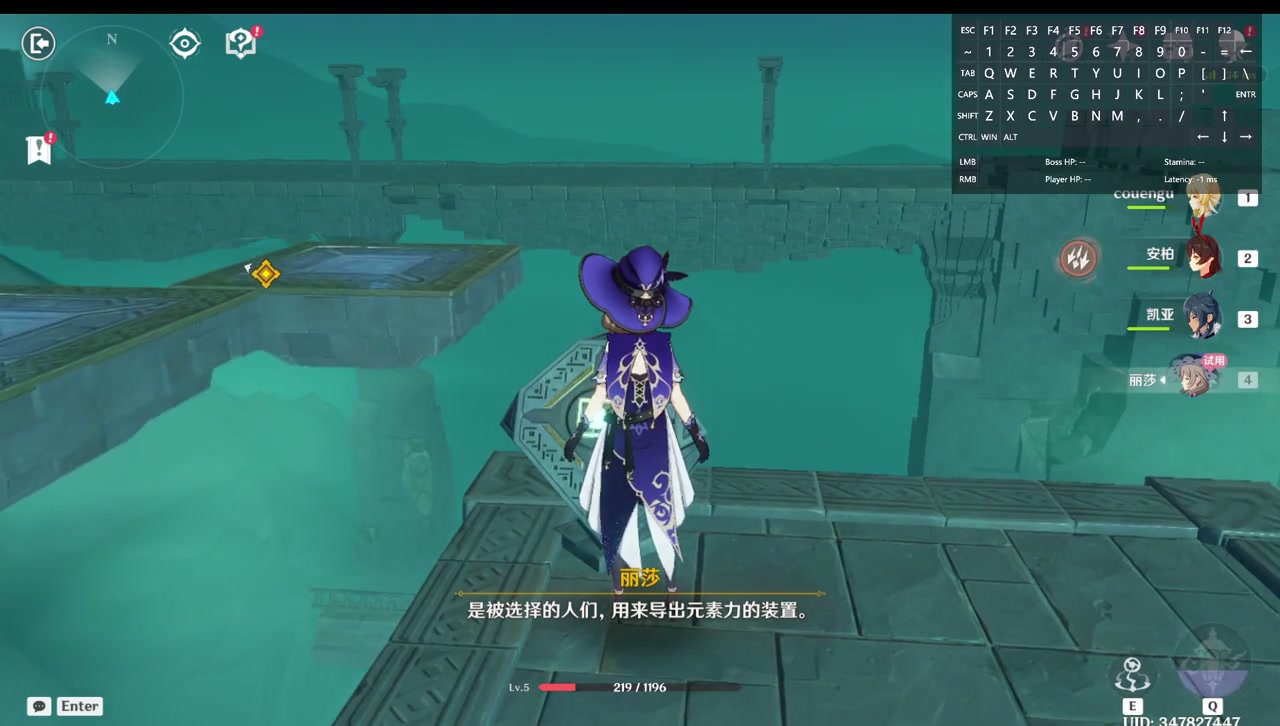 N
ESC F1 F2 F3 F4 F5 F6 F7 F8 F9 F10 F11 F12
~ 1 2 3 4 5 6 7 8 9 0 - = ←
TAB Q W E R T Y U I O P [ ] \
CAPS A S D F G H J K L ; ' ENTR
SHIFT Z X C V B N M , . / ↑
CTRL WIN ALT ← ↓ →
LMB Boss HP: -- Stamina: --
RMB Player HP: -- Latency: -1 ms
couengu 1
安柏 2
凯亚 3
试用
丽莎 4
丽莎
是被选择的人们，用来导出元素力的装置。
Lv.5 219 / 1196
Enter
E Q
UID: 347827447